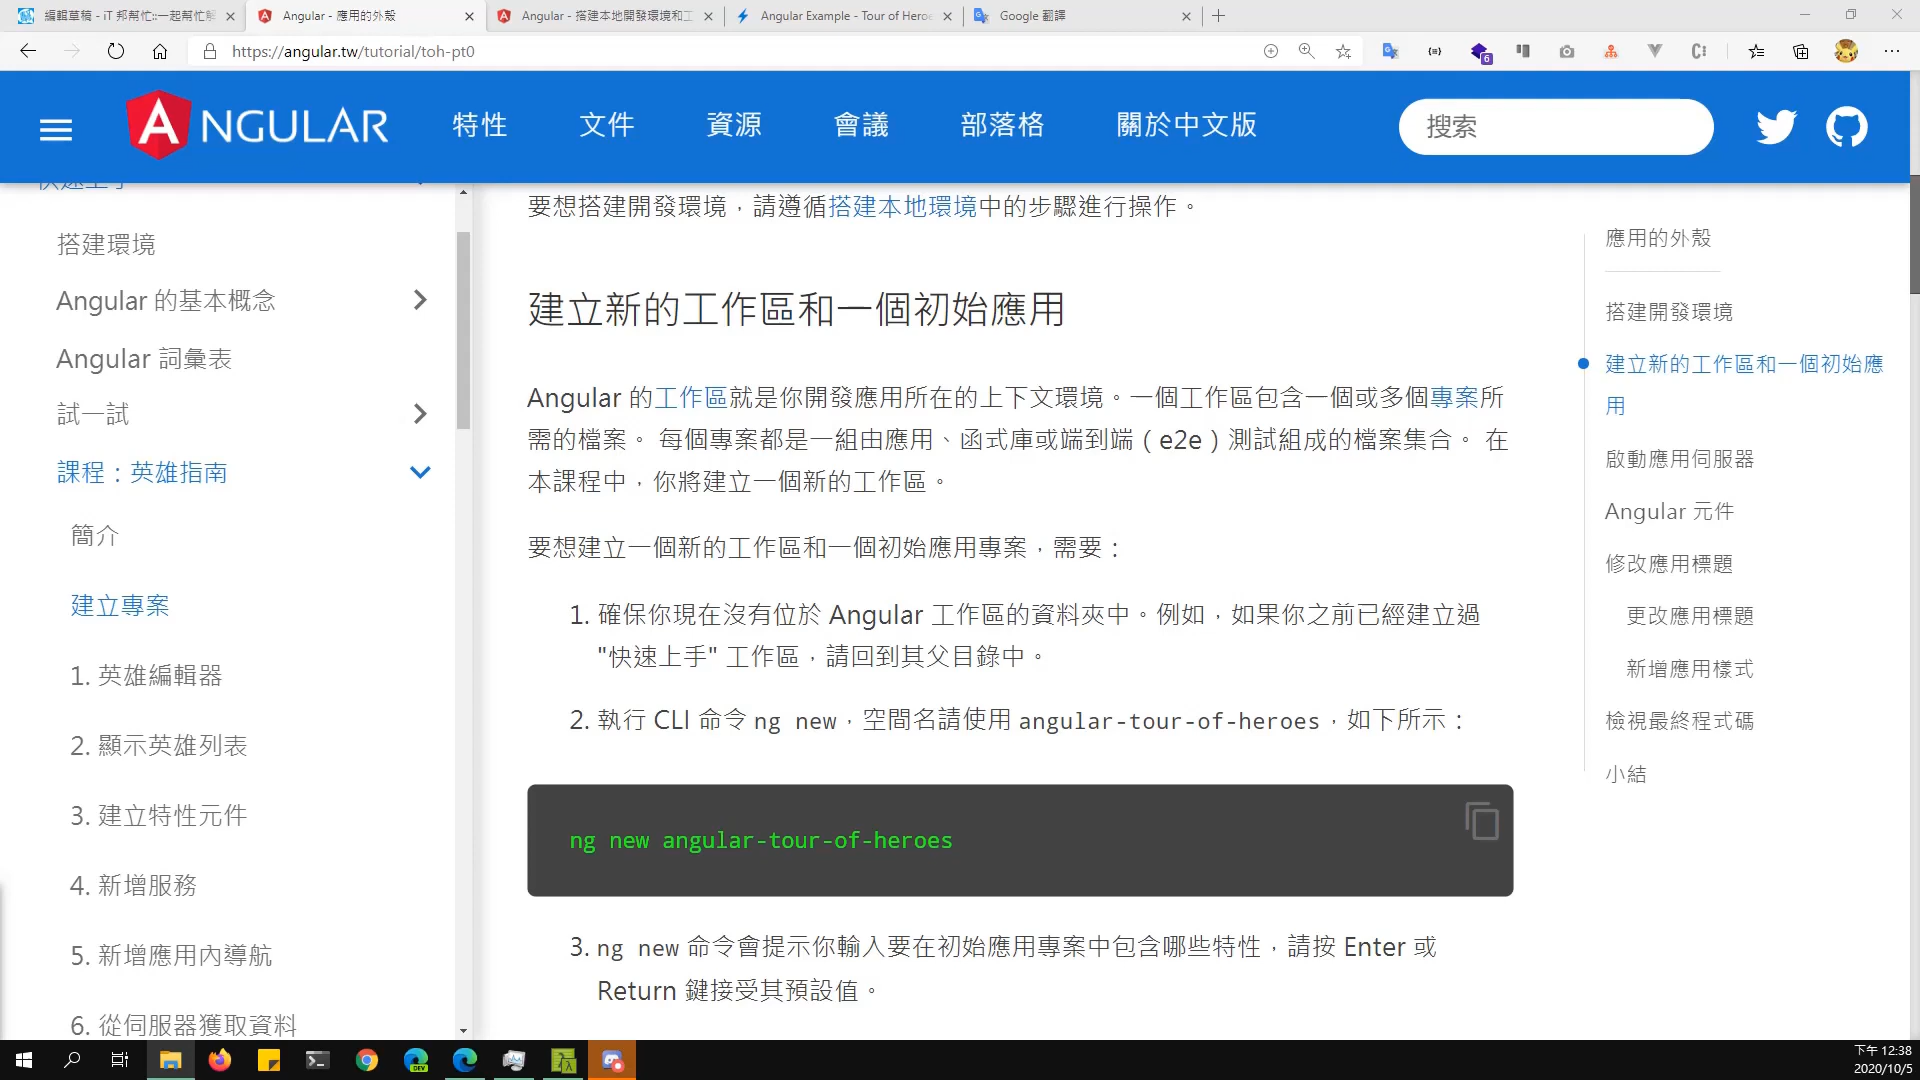 編輯草稿 - iT 邦幫忙::一起幫忙解
Angular - 應用的外殼
Angular - 搭建本地開發環境和工
Angular Example - Tour of Heroe
Google 翻譯
https://angular.tw/tutorial/toh-pt0
6
ANGULAR
特性
文件
資源
會議
部落格
關於中文版
搜索
快速上手
搭建環境
Angular 的基本概念
Angular 詞彙表
試一試
課程：英雄指南
簡介
建立專案
1. 英雄編輯器
2. 顯示英雄列表
3. 建立特性元件
4. 新增服務
5. 新增應用內導航
6. 從伺服器獲取資料
要想搭建開發環境，請遵循搭建本地環境中的步驟進行操作。
建立新的工作區和一個初始應用
Angular 的工作區就是你開發應用所在的上下文環境。一個工作區包含一個或多個專案所
需的檔案。 每個專案都是一組由應用、函式庫或端到端（e2e）測試組成的檔案集合。 在
本課程中，你將建立一個新的工作區。
要想建立一個新的工作區和一個初始應用專案，需要：
1. 確保你現在沒有位於 Angular 工作區的資料夾中。例如，如果你之前已經建立過
"快速上手" 工作區，請回到其父目錄中。
2. 執行 CLI 命令 ng new，空間名請使用 angular-tour-of-heroes，如下所示：
ng new angular-tour-of-heroes
3. ng new 命令會提示你輸入要在初始應用專案中包含哪些特性，請按 Enter 或
Return 鍵接受其預設值。
應用的外殼
搭建開發環境
建立新的工作區和一個初始應
用
啟動應用伺服器
Angular 元件
修改應用標題
更改應用標題
新增應用樣式
檢視最終程式碼
小結
DEV
下午 12:38
2020/10/5